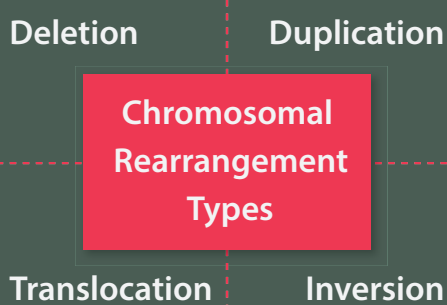 Deletion
Duplication
Chromosomal
Rearrangement
Types
Translocation
Inversion